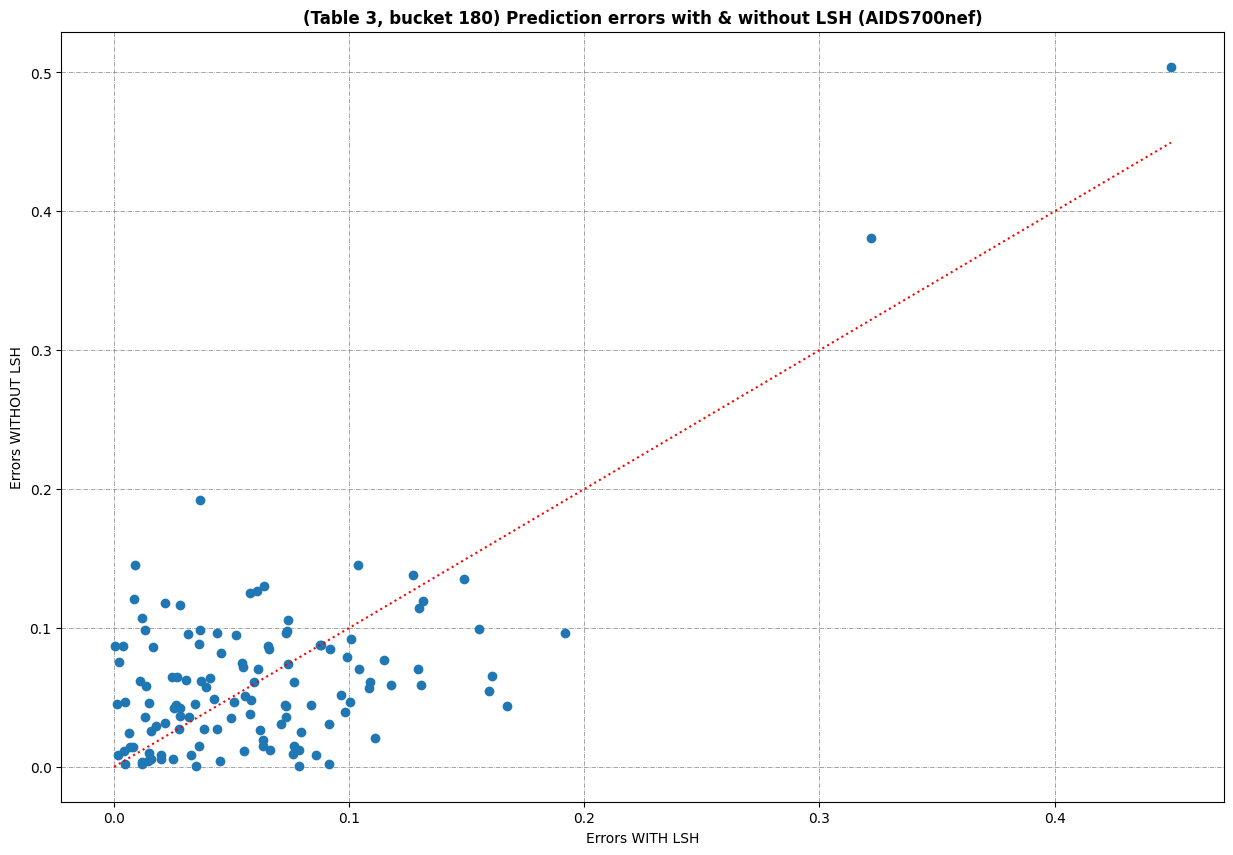 (Table 3, bucket 180) Prediction errors with & without LSH (AIDS700nef)
Errors WITHOUT LSH
0.5
0.4
0.3
0.2
0.1
0.0
0.0 0.1 0.2 0.3 0.4
Errors WITH LSH